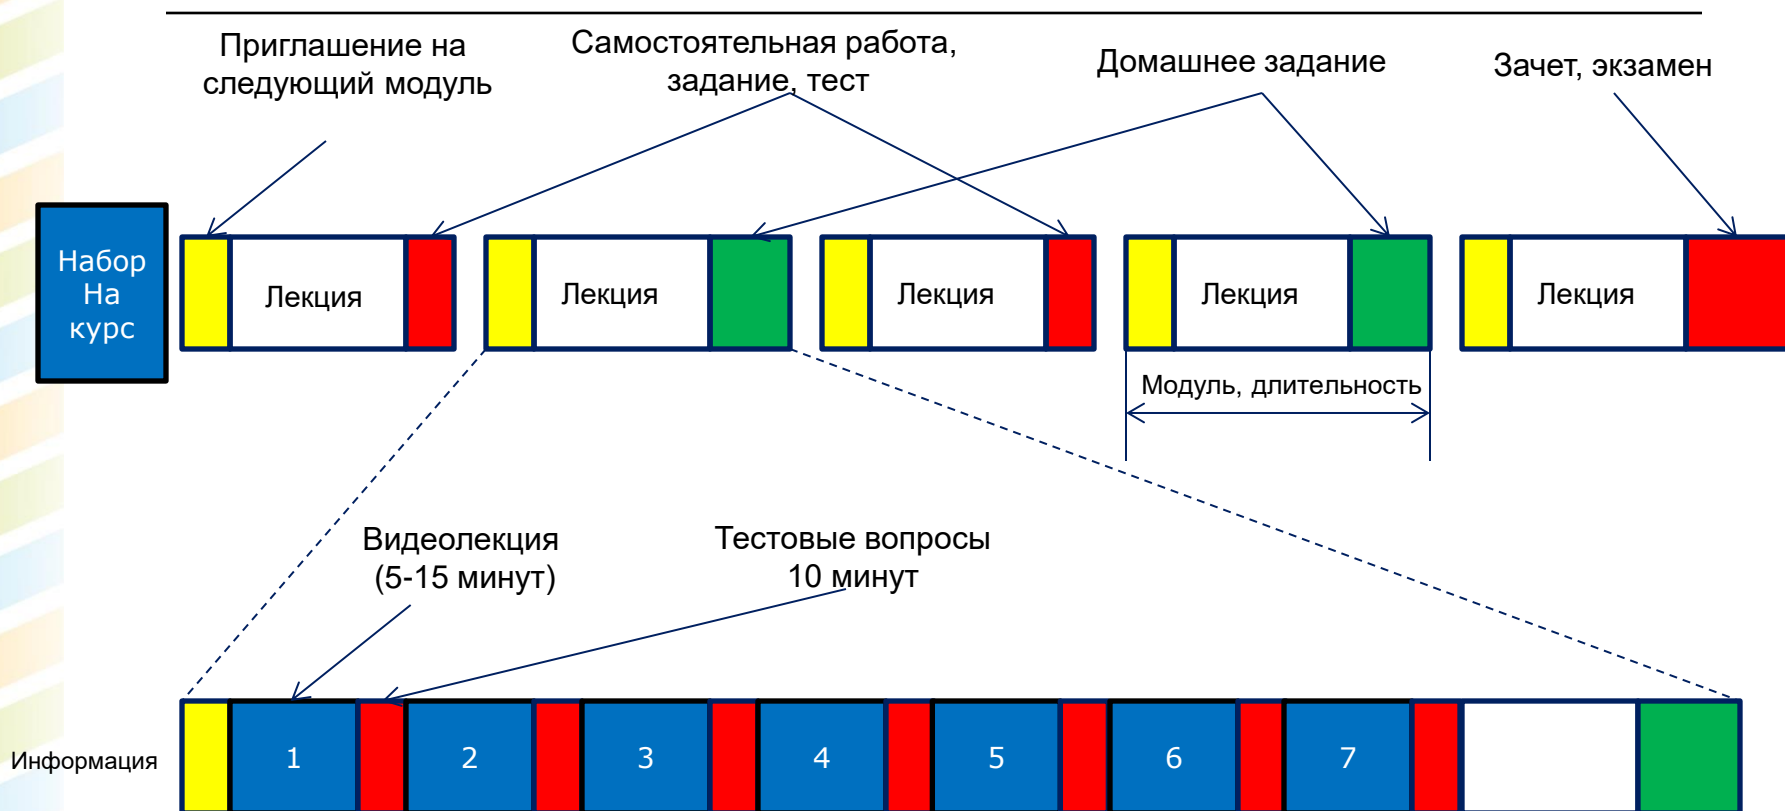 Приглашение на
следующий модуль
Самостоятельная работа,
задание, тест
Домашнее задание
Зачет, экзамен
Набор
На
курс
Лекция
Лекция
Лекция
Лекция
Лекция
Модуль, длительность
Видеолекция
(5-15 минут)
Тестовые вопросы
10 минут
Информация
1
2
3
4
5
6
7